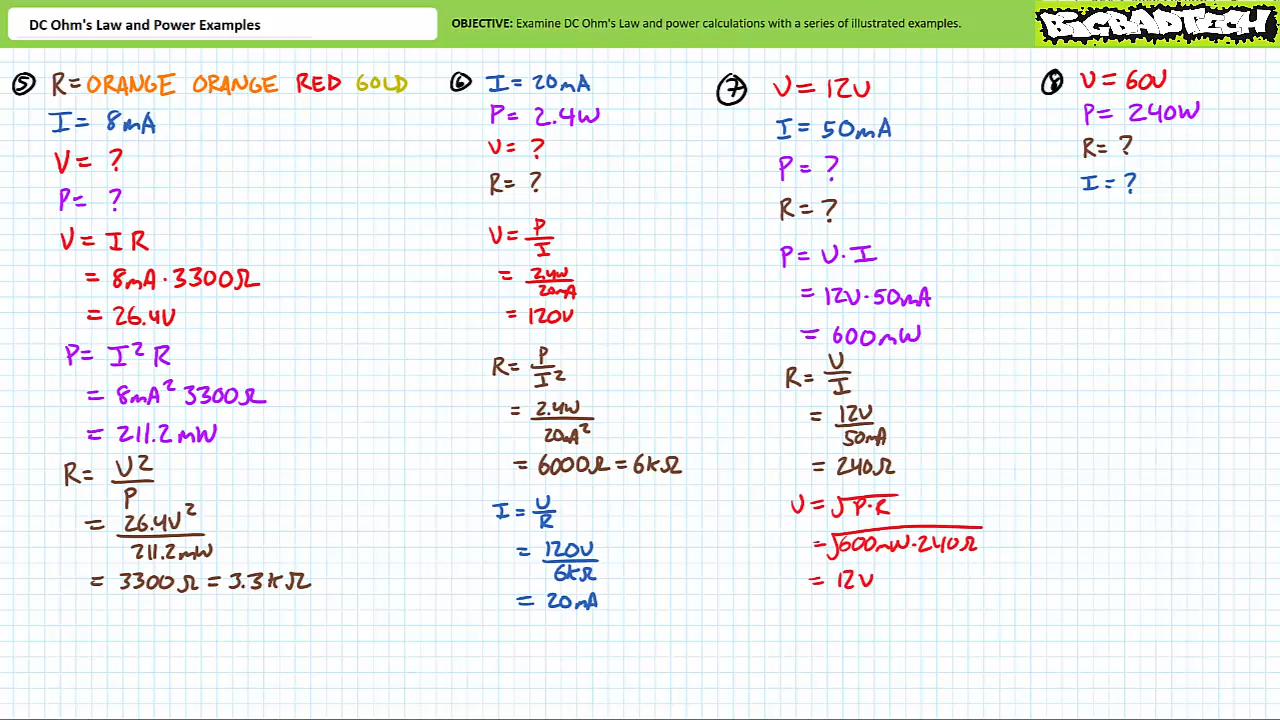 DC Ohm's Law and Power Examples
OBJECTIVE: Examine DC Ohm's Law and power calculations with a series of illustrated examples.
BIGBADTECH
5 R= ORANGE ORANGE RED GOLD
I = 8mA
V = ?
P = ?
V = I R
= 8mA · 3300Ω
= 26.4V
P = I² R
= 8mA² 3300Ω
= 211.2mW
R = V²
P
= 26.4V²
211.2mW
= 3300Ω = 3.3kΩ
6 I = 20mA
P = 2.4W
V = ?
R = ?
V = P
I
= 2.4W
20mA
= 120V
R = P
I²
= 2.4W
20mA²
= 6000Ω = 6kΩ
I = V
R
= 120V
6kΩ
= 20mA
7 V = 12V
I = 50mA
P = ?
R = ?
P = V · I
= 12V · 50mA
= 600mW
R = V
I
= 12V
50mA
= 240Ω
V = √P·R
= √600mW · 240Ω
= 12V
8 V = 60V
P = 240W
R = ?
I = ?